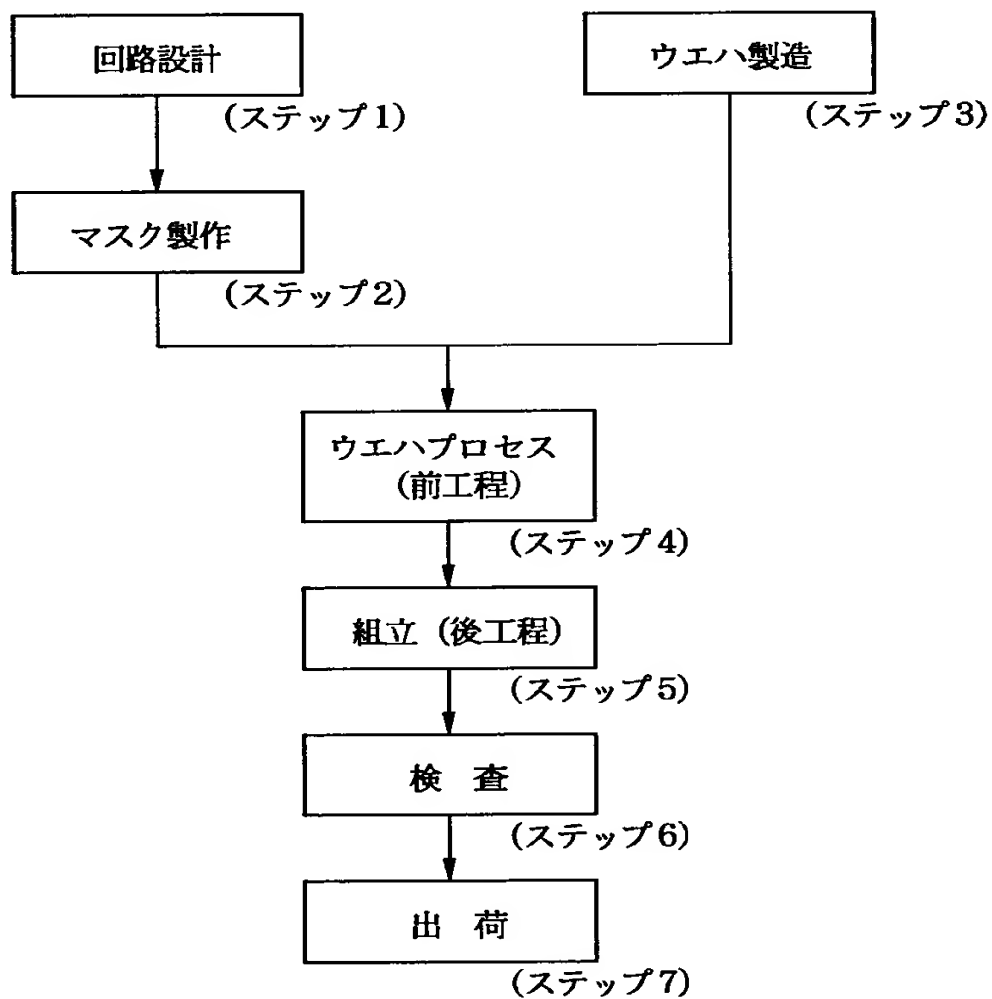 回路設計
(ステップ1)
ウエハ製造
(ステップ3)
マスク製作
(ステップ2)
ウエハプロセス
(前工程)
(ステップ4)
組立(後工程)
(ステップ5)
検 査
(ステップ6)
出 荷
(ステップ7)